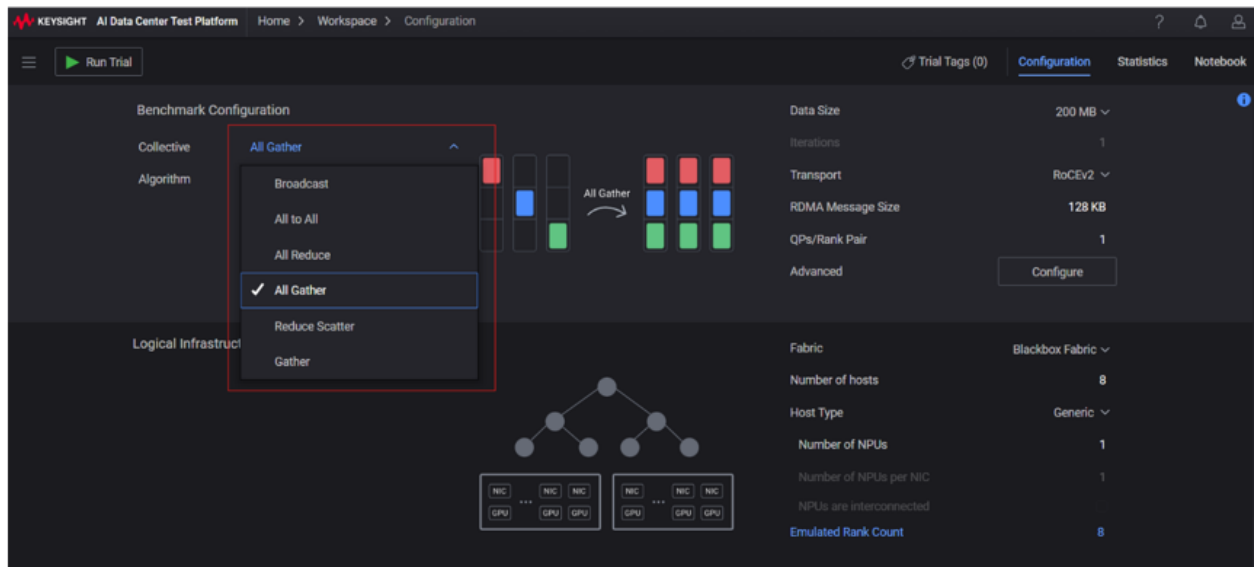 KEYSIGHT AI Data Center Test Platform Home > Workspace > Configuration ?
Run Trial Trial Tags (0) Configuration Statistics Notebook
Benchmark Configuration
Collective All Gather
Algorithm
Broadcast
All to All
All Reduce
✓ All Gather
Reduce Scatter
Gather
All Gather
Data Size 200 MB
Iterations 1
Transport RoCEv2
RDMA Message Size 128 KB
QPs/Rank Pair 1
Advanced Configure
Logical Infrastruct
NIC ... NIC NIC NIC ... NIC NIC
GPU GPU GPU GPU GPU GPU
Fabric Blackbox Fabric
Number of hosts 8
Host Type Generic
Number of NPUs 1
Number of NPUs per NIC 1
NPUs are interconnected
Emulated Rank Count 8